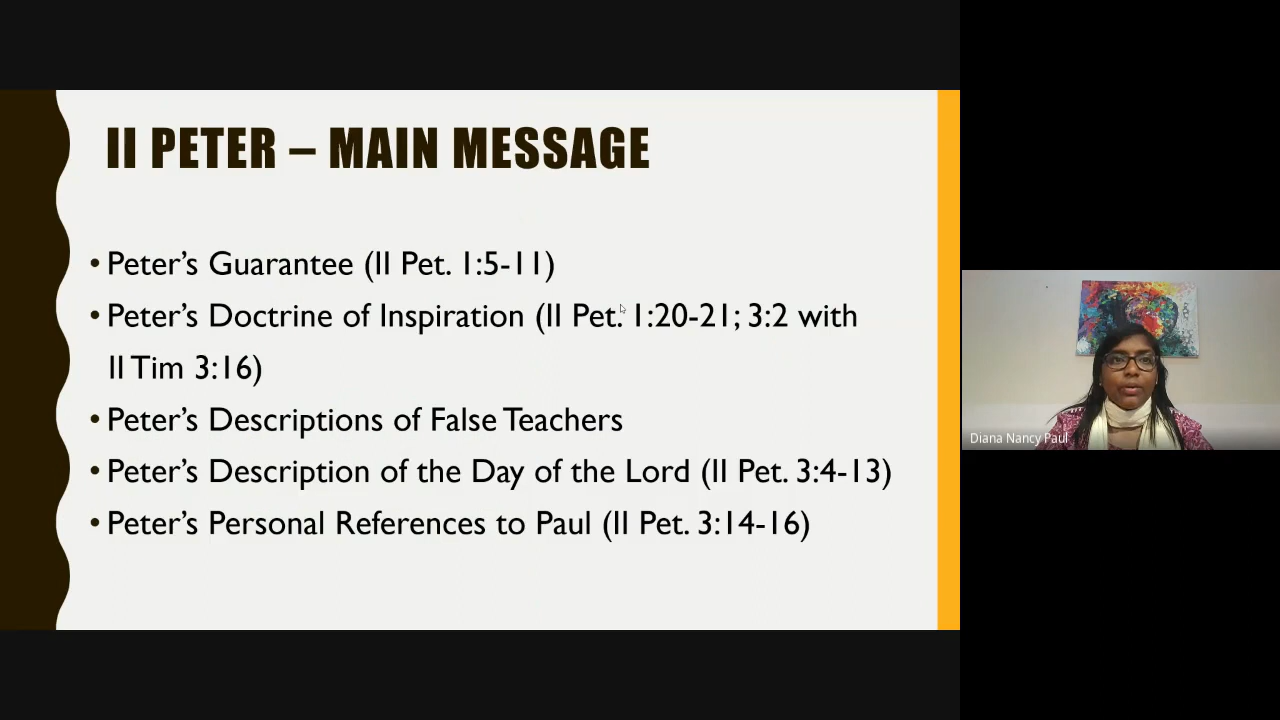 II PETER – MAIN MESSAGE
•Peter's Guarantee (II Pet. 1:5-11)
•Peter's Doctrine of Inspiration (II Pet. 1:20-21; 3:2 with
II Tim 3:16)
•Peter's Descriptions of False Teachers
•Peter's Description of the Day of the Lord (II Pet. 3:4-13)
•Peter's Personal References to Paul (II Pet. 3:14-16)
Diana Nancy Paul